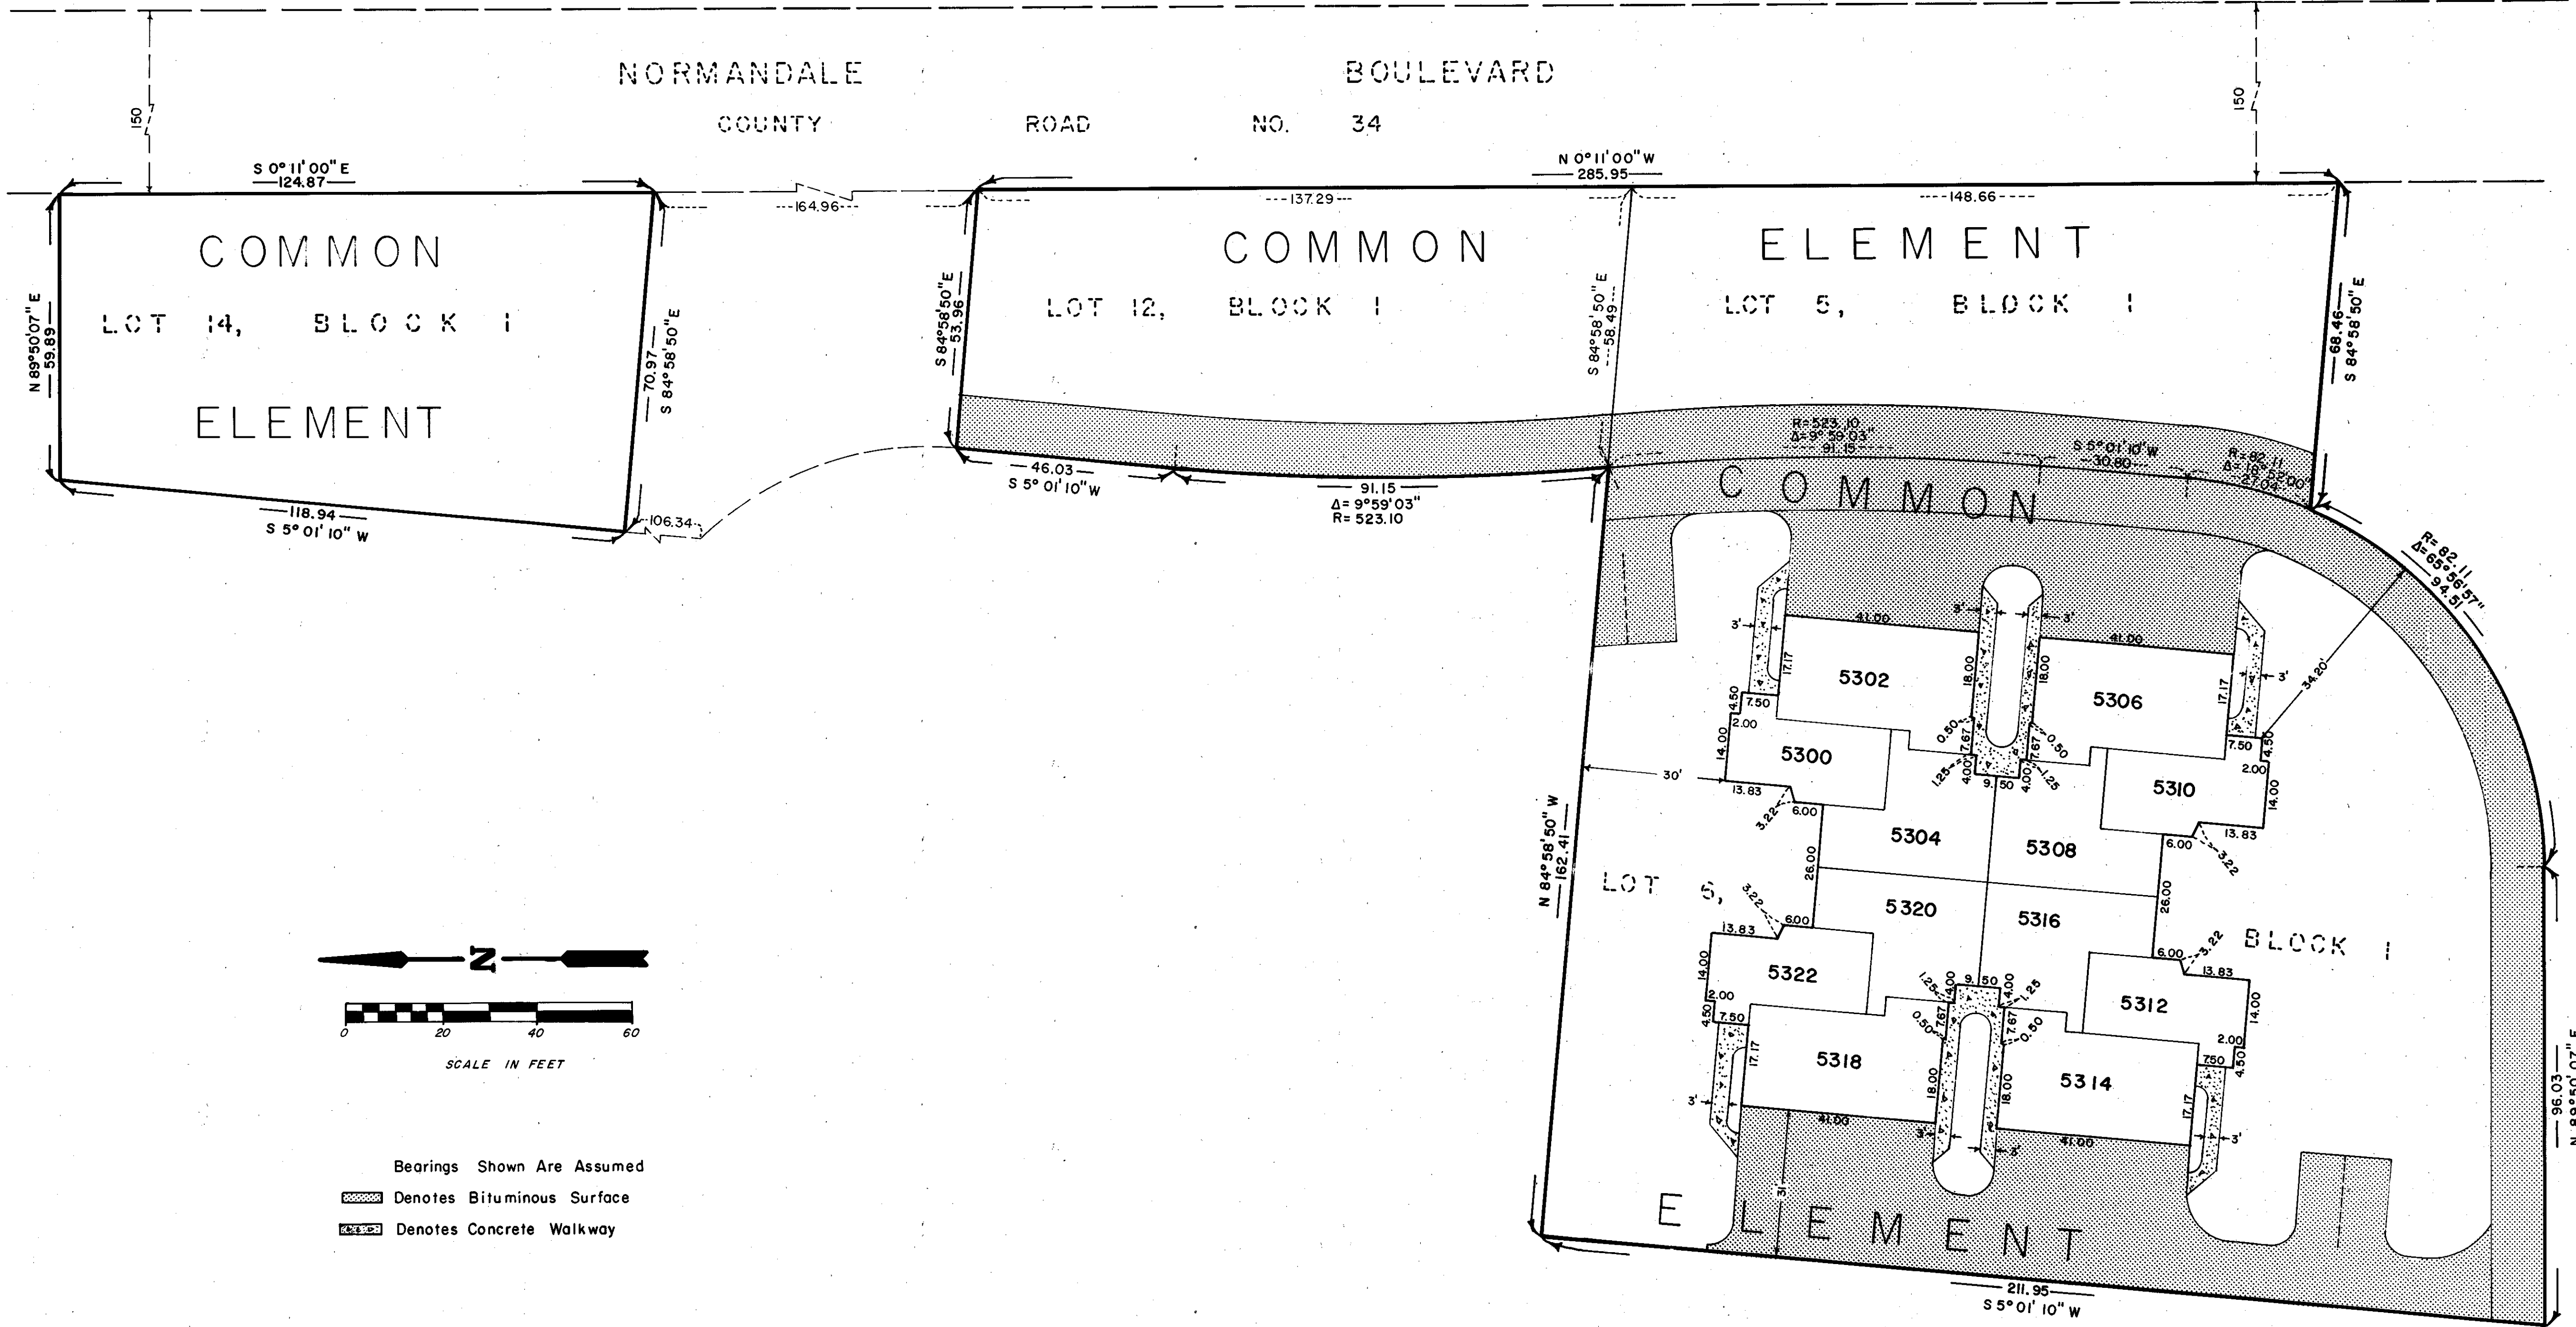 NORMANDALE BOULEVARD
COUNTY ROAD NO. 34
150
150
S 0° 11' 00" E
124.87
164.96
N 0° 11' 00" W
285.95
137.29
148.66
N 89° 50' 07" E
59.89
COMMON
LOT 14, BLOCK 1
ELEMENT
70.97
S 84° 58' 50" E
118.94
S 5° 01' 10" W
106.34
S 84° 58' 50" E
53.96
COMMON ELEMENT
LOT 12, BLOCK 1
LOT 5, BLOCK 1
S 84° 58' 50" E
58.49
68.46
S 84° 58' 50" E
46.03
S 5° 01' 10" W
91.15
Δ= 9° 59' 03"
R= 523.10
R= 523.10
Δ= 9° 59' 03"
91.15
S 5° 01' 10" W
30.80
R= 82.11
Δ= 18° 52' 00"
27.04
COMMON
R= 82.11
Δ= 65° 56' 57"
94.51
34.20'
3'
3'
3'
3'
41.00
41.00
17.17
5302
18.00
18.00
5306
17.17
4.50
7.50
2.00
14.00
5300
0.50
7.67
1.25
4.00
9.50
4.00
1.25
7.67
0.50
7.50
4.50
2.00
5310
14.00
30'
13.83
3.22
6.00
5304
5308
6.00
3.22
13.83
26.00
26.00
N 84° 58' 50" W
162.41
LOT 5,
BLOCK 1
3.22
6.00
13.83
5320
5316
6.00
3.22
13.83
14.00
5322
2.00
4.50
7.50
1.25
4.00
9.50
4.00
1.25
0.50
7.67
7.67
0.50
5312
14.00
2.00
7.50
4.50
17.17
5318
18.00
18.00
5314
17.17
3'
41.00
3'
3'
41.00
3'
31'
ELEMENT
96.03
N 89° 50' 07" E
211.95
S 5° 01' 10" W
N
0 20 40 60
SCALE IN FEET
Bearings Shown Are Assumed
Denotes Bituminous Surface
Denotes Concrete Walkway